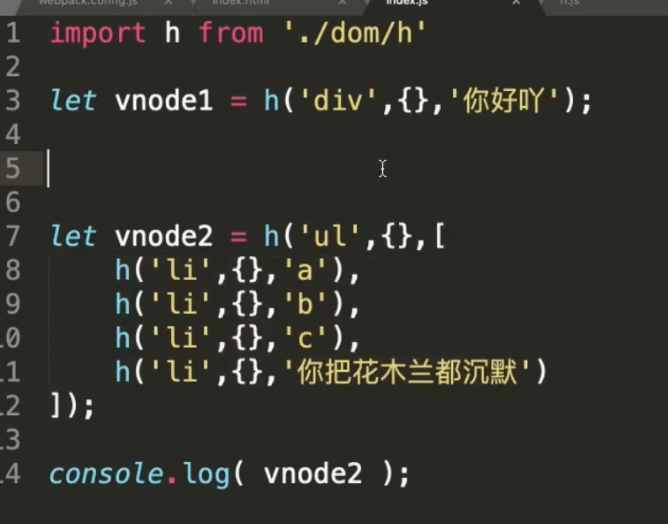 webpack.config.js × index.html × index.js × h.js
1 import h from './dom/h'
2
3 let vnode1 = h('div',{},'你好吖');
4
5
6
7 let vnode2 = h('ul',{},[
8 h('li',{},'a'),
9 h('li',{},'b'),
10 h('li',{},'c'),
11 h('li',{},'你把花木兰都沉默')
12 ]);
13
14 console.log( vnode2 );